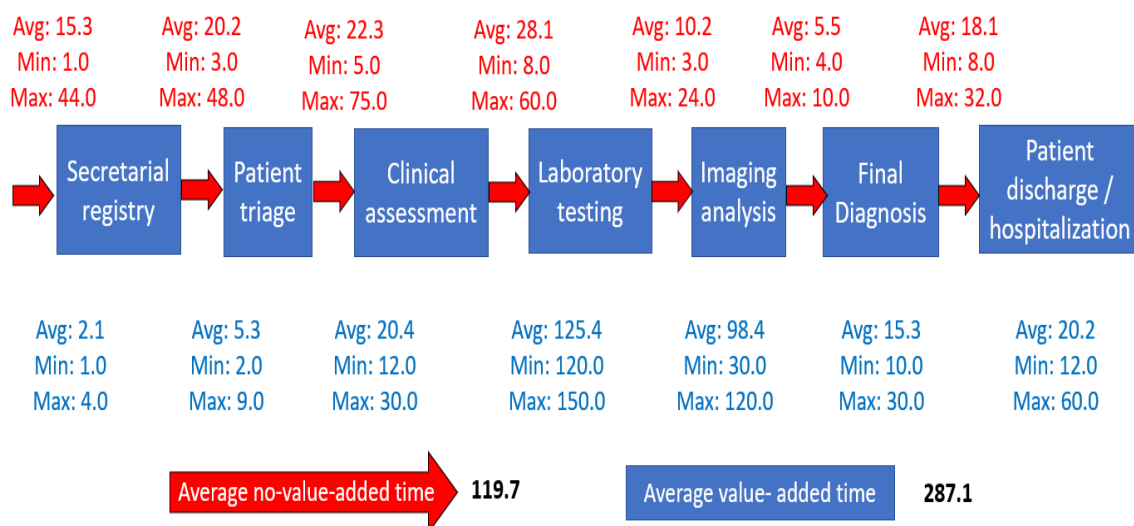 Avg: 15.3
Min: 1.0
Max: 44.0
Avg: 20.2
Min: 3.0
Max: 48.0
Avg: 22.3
Min: 5.0
Max: 75.0
Avg: 28.1
Min: 8.0
Max: 60.0
Avg: 10.2
Min: 3.0
Max: 24.0
Avg: 5.5
Min: 4.0
Max: 10.0
Avg: 18.1
Min: 8.0
Max: 32.0
Secretarial
registry
Patient
triage
Clinical
assessment
Laboratory
testing
Imaging
analysis
Final
Diagnosis
Patient
discharge /
hospitalization
Avg: 2.1
Min: 1.0
Max: 4.0
Avg: 5.3
Min: 2.0
Max: 9.0
Avg: 20.4
Min: 12.0
Max: 30.0
Avg: 125.4
Min: 120.0
Max: 150.0
Avg: 98.4
Min: 30.0
Max: 120.0
Avg: 15.3
Min: 10.0
Max: 30.0
Avg: 20.2
Min: 12.0
Max: 60.0
Average no-value-added time 119.7
Average value- added time 287.1